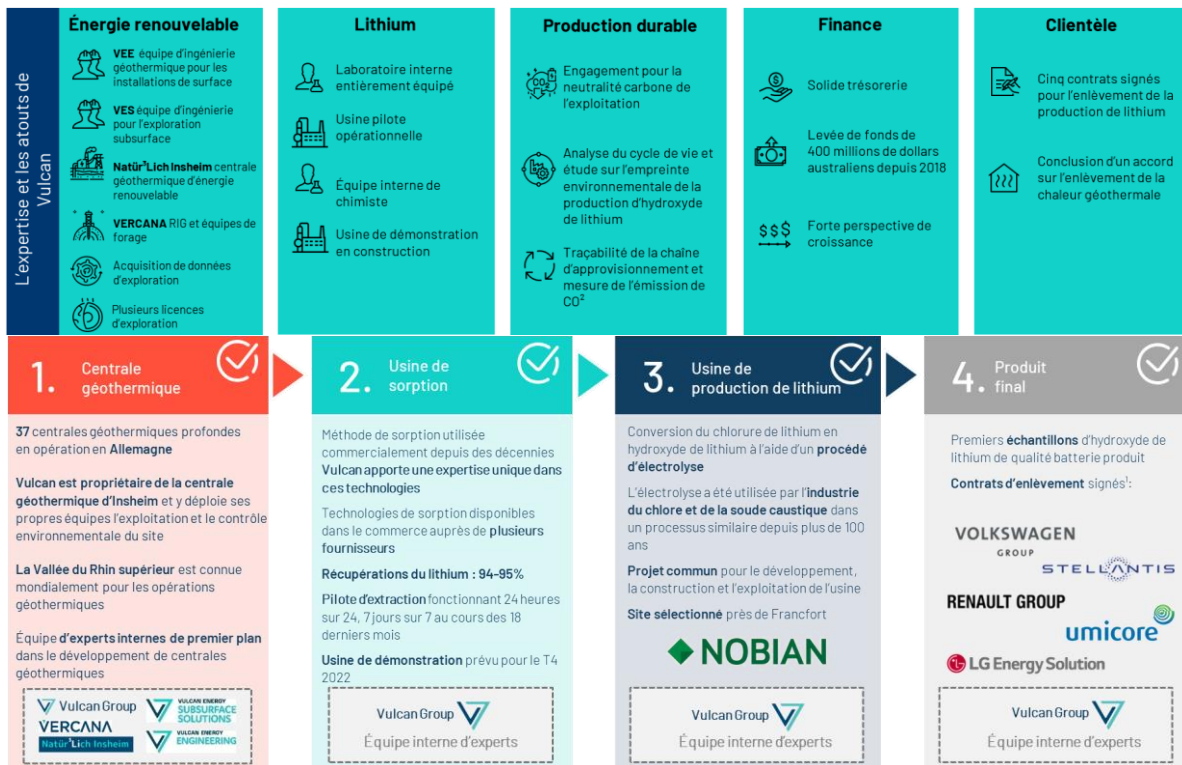 L'expertise et les atouts de
Vulcan
Énergie renouvelable
VEE équipe d'ingénierie
géothermique pour les
installations de surface
VES équipe d'ingénierie
pour l'exploration
subsurface
Natür³Lich Insheim centrale
géothermique d'énergie
renouvelable
VERCANA RIG et équipes de
forage
Acquisition de données
d'exploration
Plusieurs licences
d'exploration
Lithium
Laboratoire interne
entièrement équipé
Usine pilote
opérationnelle
Équipe interne de
chimiste
Usine de démonstration
en construction
Production durable
CO2
Engagement pour la
neutralité carbone de
l'exploitation
Analyse du cycle de vie et
étude sur l'empreinte
environnementale de la
production d'hydroxyde
de lithium
Traçabilité de la chaîne
d'approvisionnement et
mesure de l'émission de
CO²
Finance
$
Solide trésorerie
Levée de fonds de
400 millions de dollars
australiens depuis 2018
$$$
Forte perspective de
croissance
Clientèle
Cinq contrats signés
pour l'enlèvement de la
production de lithium
Conclusion d'un accord
sur l'enlèvement de la
chaleur géothermale
1. Centrale
géothermique
37 centrales géothermiques profondes
en opération en Allemagne
Vulcan est propriétaire de la centrale
géothermique d'Insheim et y déploie ses
propres équipes l'exploitation et le contrôle
environnementale du site
La Vallée du Rhin supérieur est connue
mondialement pour les opérations
géothermiques
Équipe d'experts internes de premier plan
dans le développement de centrales
géothermiques
Vulcan Group
VERCANA
Natür³Lich Insheim
VULCAN ENERGY
SUBSURFACE
SOLUTIONS
VULCAN ENERGY
ENGINEERING
2. Usine de
sorption
Méthode de sorption utilisée
commercialement depuis des décennies
Vulcan apporte une expertise unique dans
ces technologies
Technologies de sorption disponibles
dans le commerce auprès de plusieurs
fournisseurs
Récupérations du lithium : 94-95%
Pilote d'extraction fonctionnant 24 heures
sur 24, 7 jours sur 7 au cours des 18
derniers mois
Usine de démonstration prévu pour le T4
2022
Vulcan Group
Équipe interne d'experts
3. Usine de
production de lithium
Conversion du chlorure de lithium en
hydroxyde de lithium à l'aide d'un procédé
d'électrolyse
L'électrolyse a été utilisée par l'industrie
du chlore et de la soude caustique dans
un processus similaire depuis plus de 100
ans
Projet commun pour le développement,
la construction et l'exploitation de l'usine
Site sélectionné près de Francfort
NOBIAN
Vulcan Group
Équipe interne d'experts
4. Produit
final
Premiers échantillons d'hydroxyde de
lithium de qualité batterie produit
Contrats d'enlèvement signés¹:
VOLKSWAGEN
GROUP
STELLANTIS
RENAULT GROUP
umicore
LG Energy Solution
Vulcan Group
Équipe interne d'experts